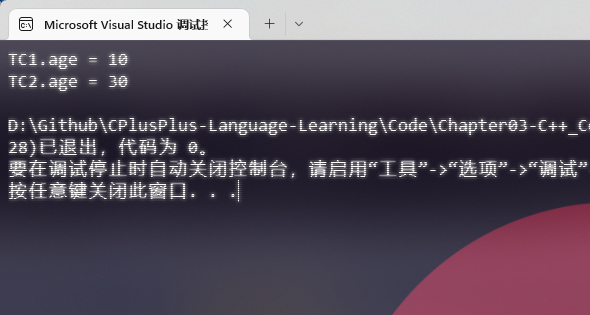 Microsoft Visual Studio 调试
TC1.age = 10
TC2.age = 30
D:\Github\CPlusPlus-Language-Learning\Code\Chapter03-C++_C
28)已退出，代码为 0。
要在调试停止时自动关闭控制台，请启用“工具”->“选项”->“调试”
按任意键关闭此窗口. . .